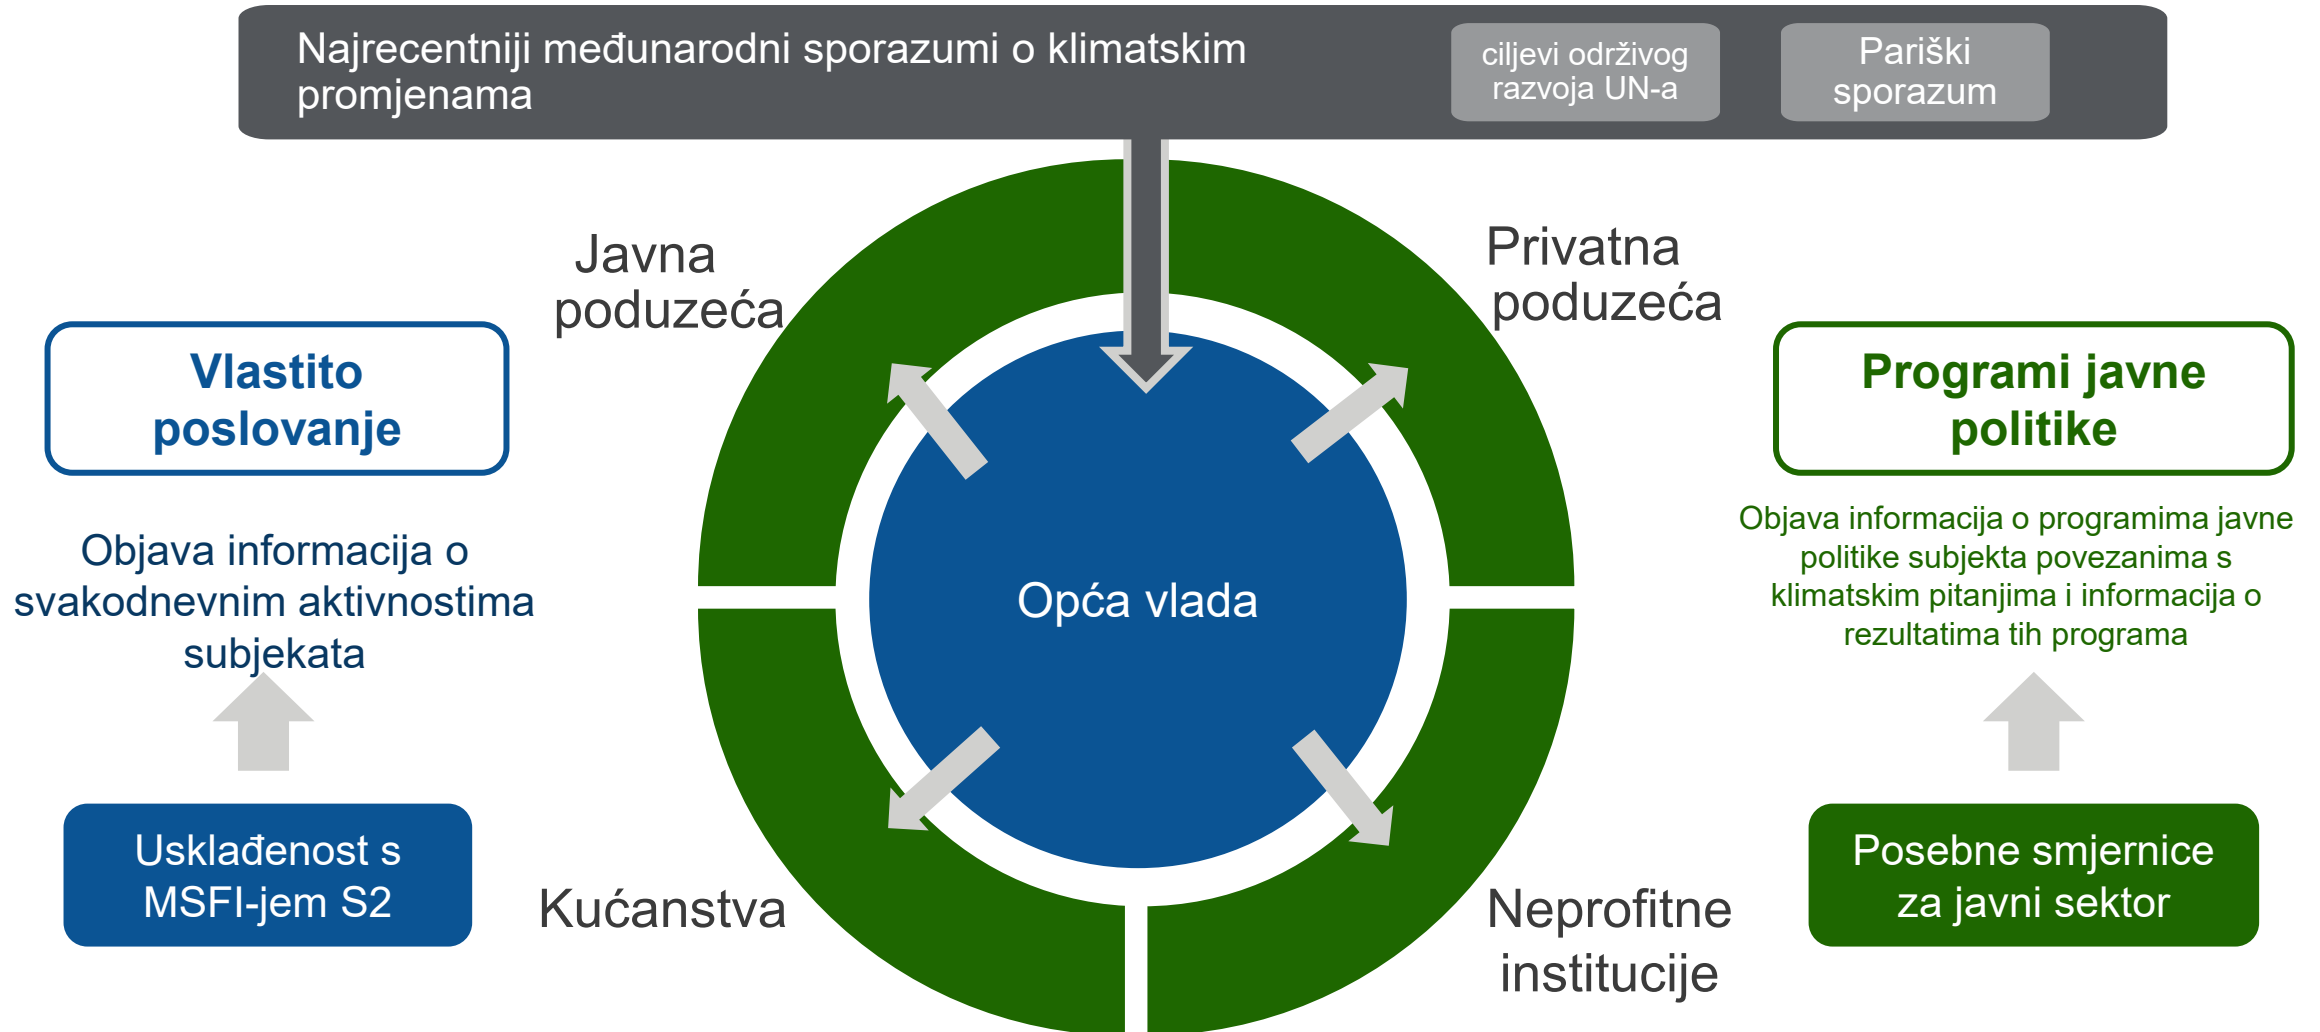 Najrecentniji međunarodni sporazumi o klimatskim
promjenama
ciljevi održivog
razvoja UN-a
Pariški
sporazum
Javna
poduzeća
Privatna
poduzeća
Vlastito
poslovanje
Objava informacija o
svakodnevnim aktivnostima
subjekata
Usklađenost s
MSFI-jem S2
Opća vlada
Programi javne
politike
Objava informacija o programima javne
politike subjekta povezanima s
klimatskim pitanjima i informacija o
rezultatima tih programa
Posebne smjernice
za javni sektor
Kućanstva
Neprofitne
institucije